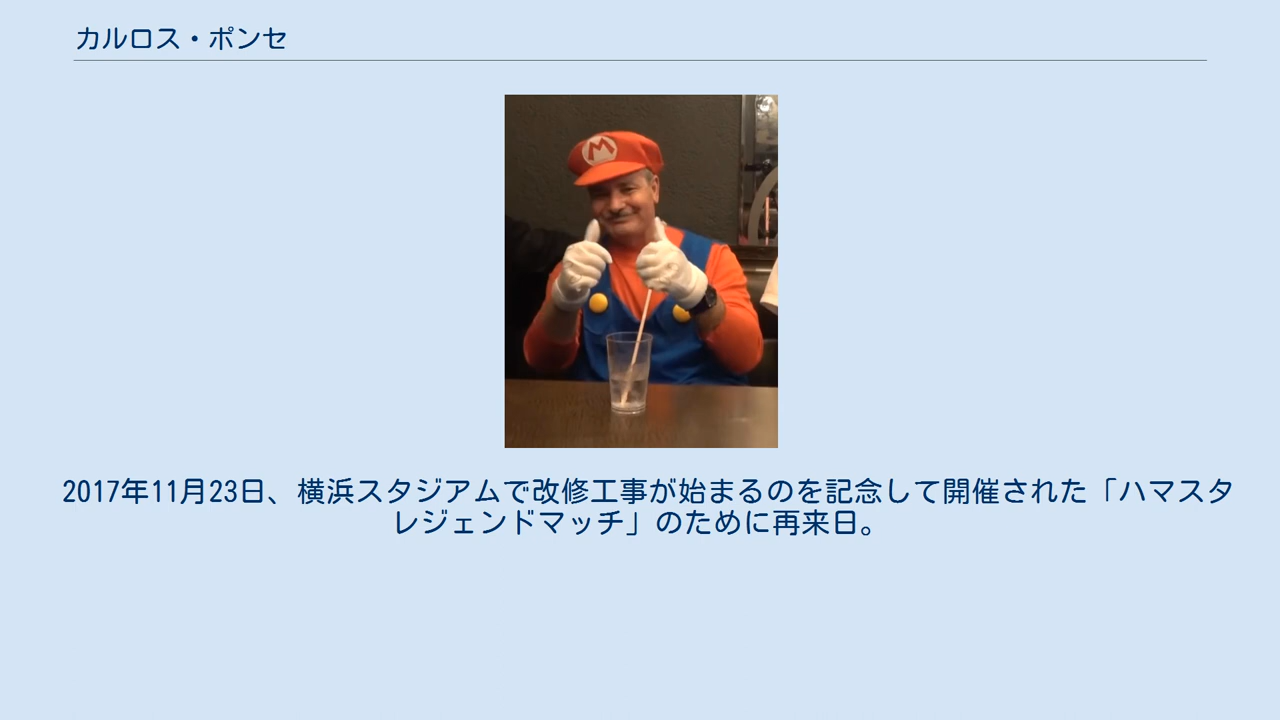 カルロス・ポンセ
M
2017年11月23日、横浜スタジアムで改修工事が始まるのを記念して開催された「ハマスタ
レジェンドマッチ」のために再来日。